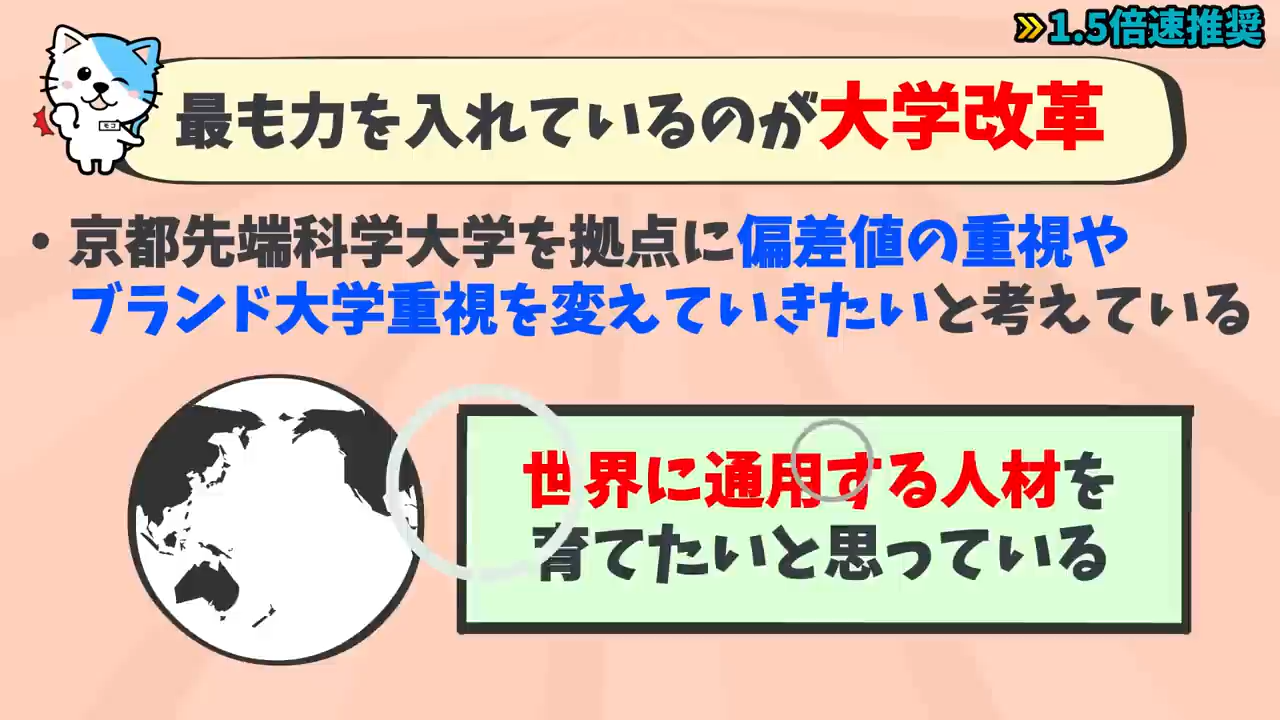 1.5倍速推奨
最も力を入れているのが大学改革
モコ
・京都先端科学大学を拠点に偏差値の重視や
ブランド大学重視を変えていきたいと考えている
世界に通用する人材を
育てたいと思っている